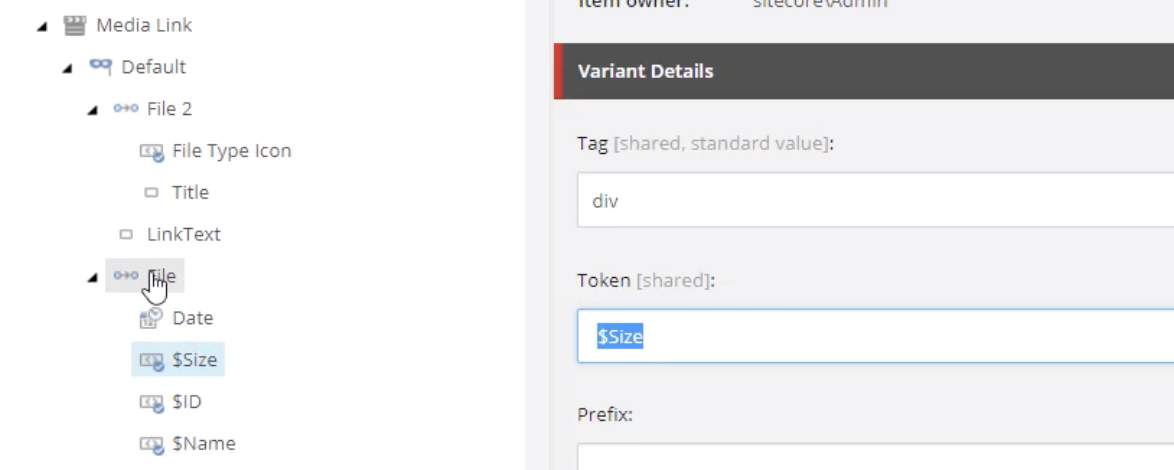 Item owner: sitecore\Admin
Media Link
Default
File 2
File Type Icon
Title
LinkText
File
Date
$Size
$ID
$Name
Variant Details
Tag [shared, standard value]:
div
Token [shared]:
$Size
Prefix: